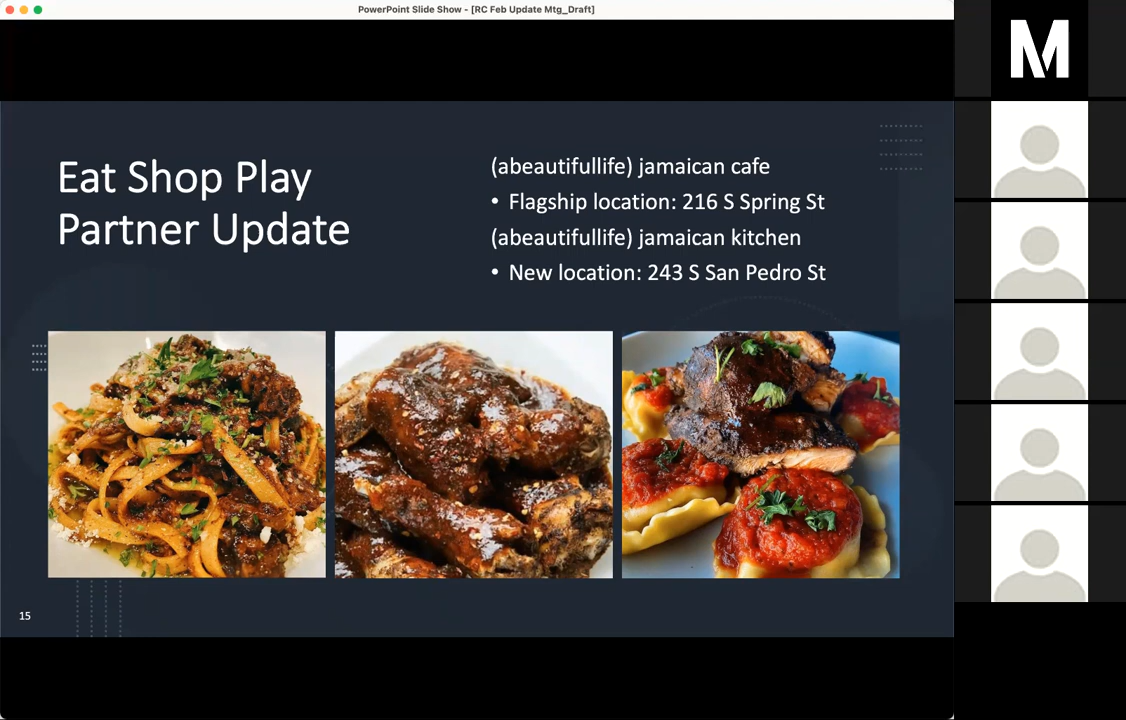 PowerPoint Slide Show - [RC Feb Update Mtg_Draft]
M
Eat Shop Play
Partner Update
(abeautifullife) jamaican cafe
• Flagship location: 216 S Spring St
(abeautifullife) jamaican kitchen
• New location: 243 S San Pedro St
15